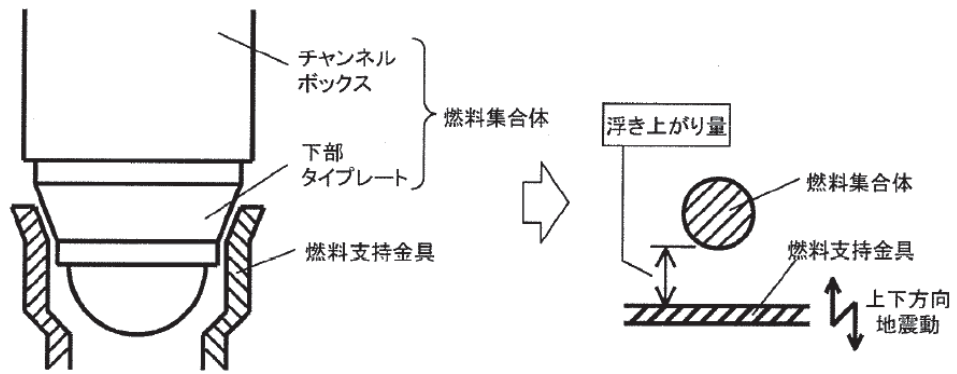 チャンネル
ボックス
燃料集合体
下部
タイプレート
燃料支持金具
浮き上がり量
燃料集合体
燃料支持金具
上下方向
地震動